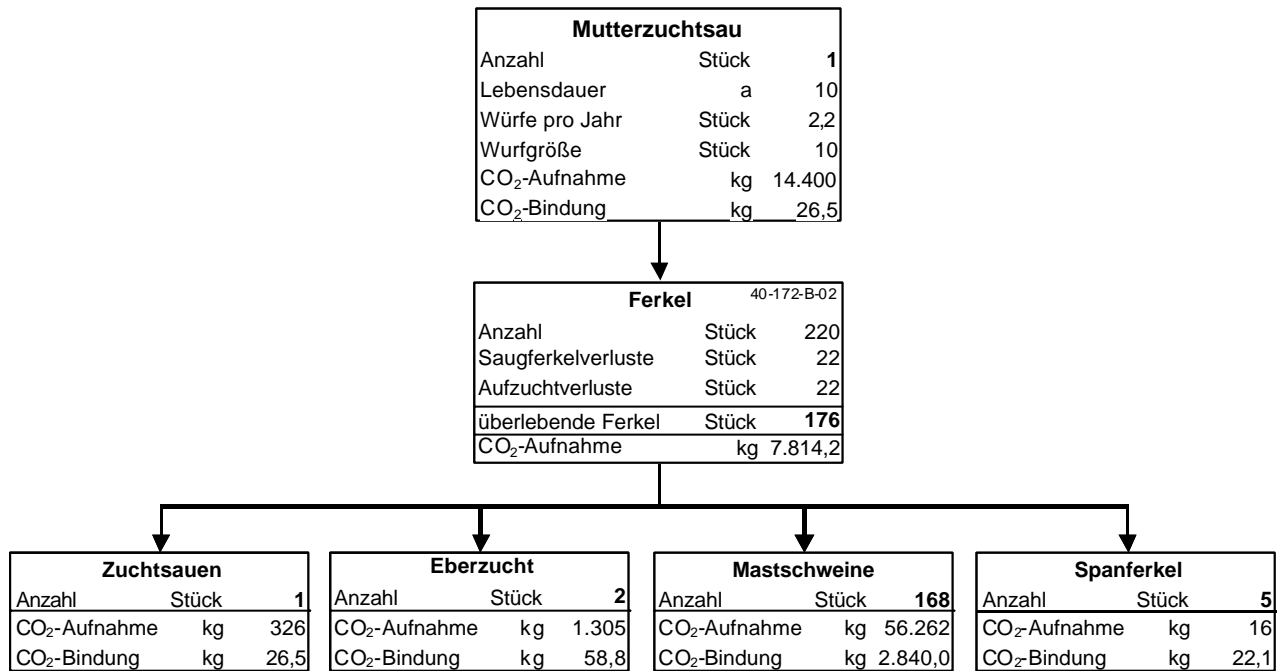 Mutterzuchtsau
Anzahl Stück 1
Lebensdauer a 10
Würfe pro Jahr Stück 2,2
Wurfgröße Stück 10
CO₂-Aufnahme kg 14.400
CO₂-Bindung kg 26,5
Ferkel 40-172-B-02
Anzahl Stück 220
Saugferkelverluste Stück 22
Aufzuchtverluste Stück 22
überlebende Ferkel Stück 176
CO₂-Aufnahme kg 7.814,2
Zuchtsauen
Anzahl Stück 1
CO₂-Aufnahme kg 326
CO₂-Bindung kg 26,5
Eberzucht
Anzahl Stück 2
CO₂-Aufnahme kg 1.305
CO₂-Bindung kg 58,8
Mastschweine
Anzahl Stück 168
CO₂-Aufnahme kg 56.262
CO₂-Bindung kg 2.840,0
Spanferkel
Anzahl Stück 5
CO₂-Aufnahme kg 16
CO₂-Bindung kg 22,1